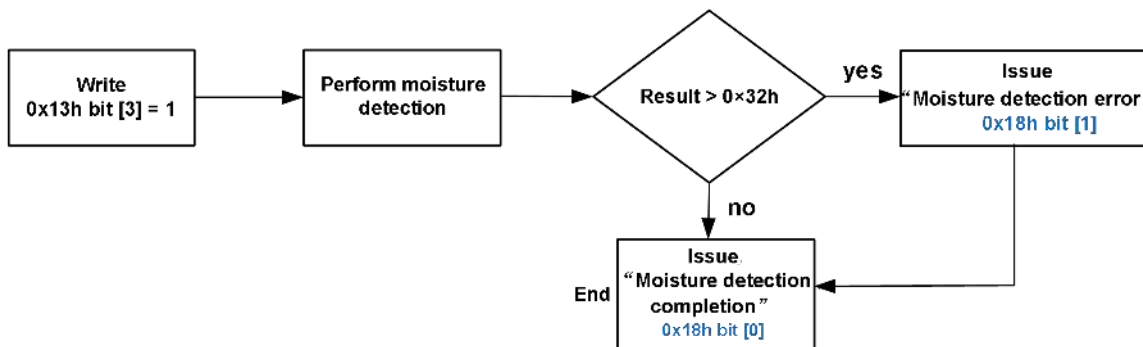 Write
0x13h bit [3] = 1
Perform moisture
detection
Result > 0×32h
yes
Issue
“Moisture detection error
0x18h bit [1]
no
Issue
“Moisture detection
completion”
0x18h bit [0]
End